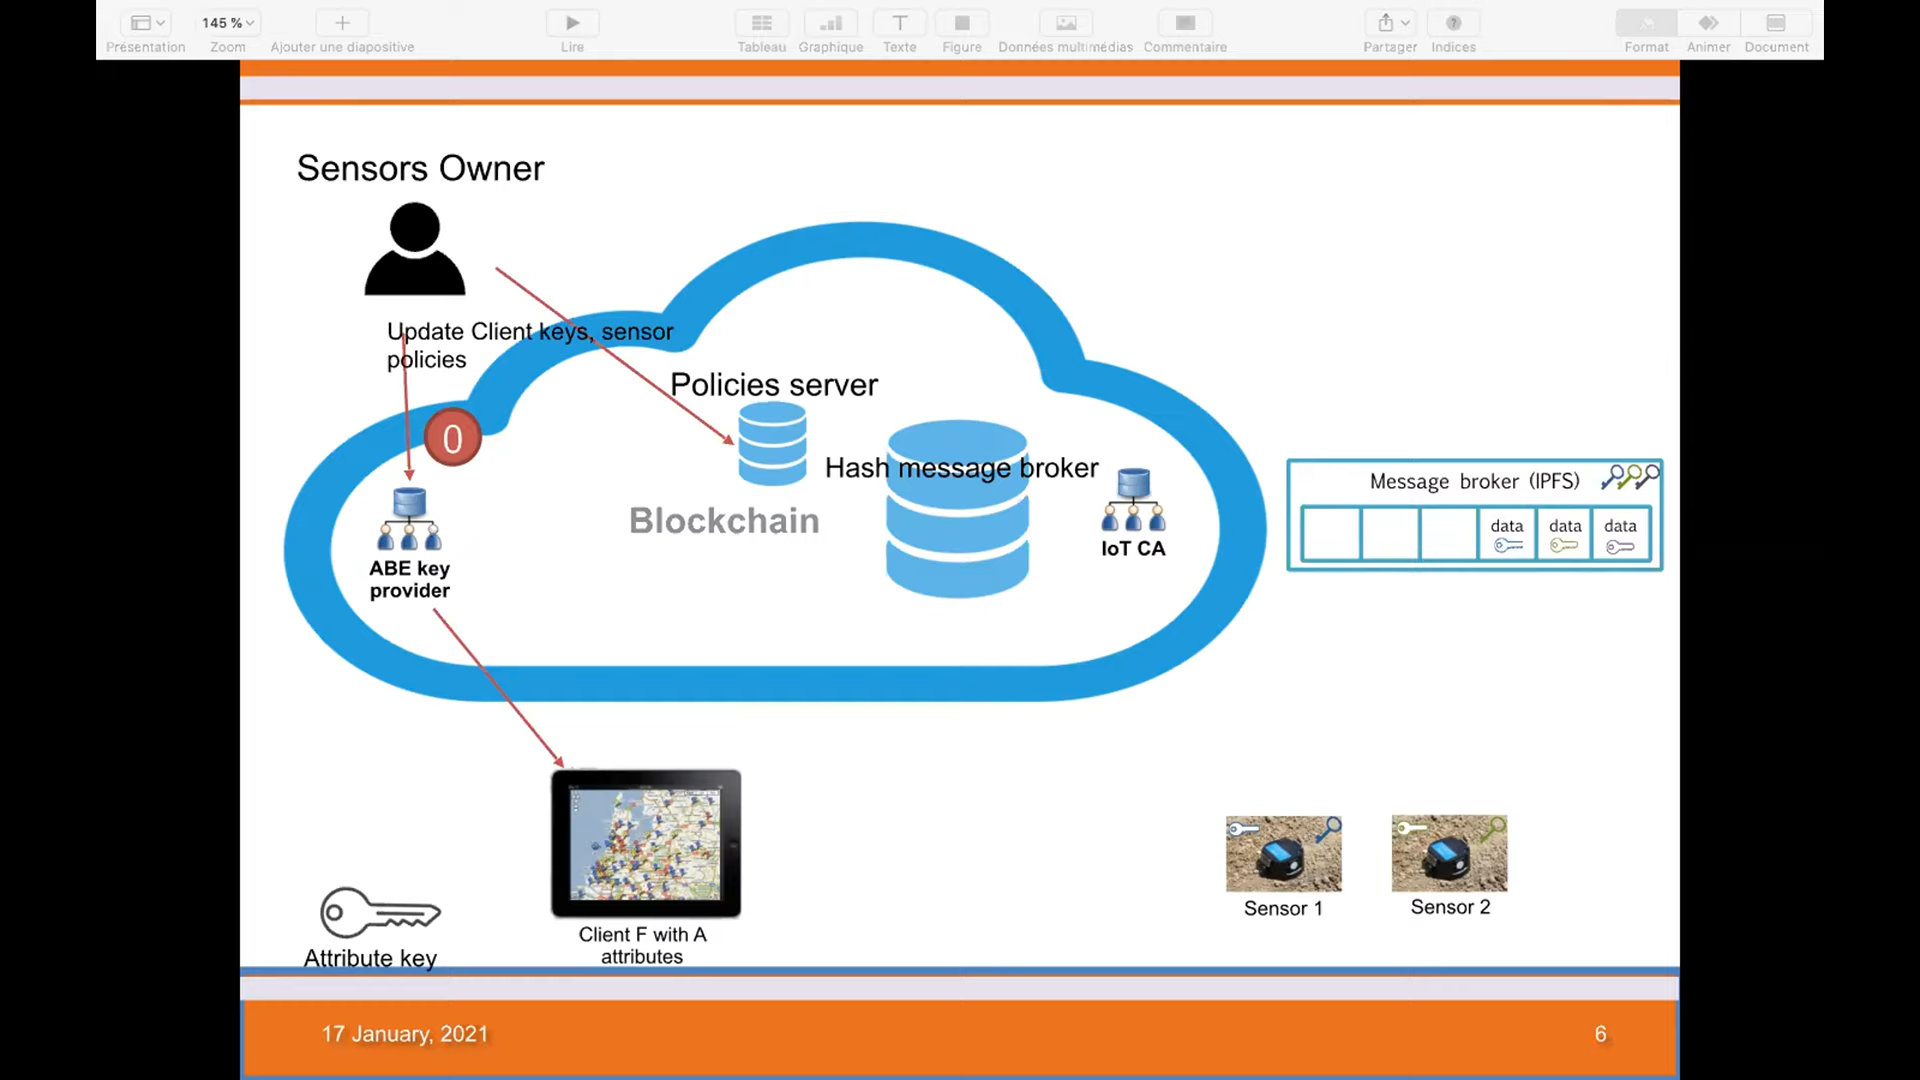 145 %
Présentation
Zoom
Ajouter une diapositive
Lire
Tableau
Graphique
Texte
Figure
Données multimédias
Commentaire
Partager
Indices
Format
Animer
Document
Sensors Owner
Update Client keys, sensor
policies
Policies server
0
Hash message broker
Blockchain
ABE key
provider
IoT CA
Message broker (IPFS)
data
data
data
Client F with A
attributes
Attribute key
Sensor 1
Sensor 2
17 January, 2021
6